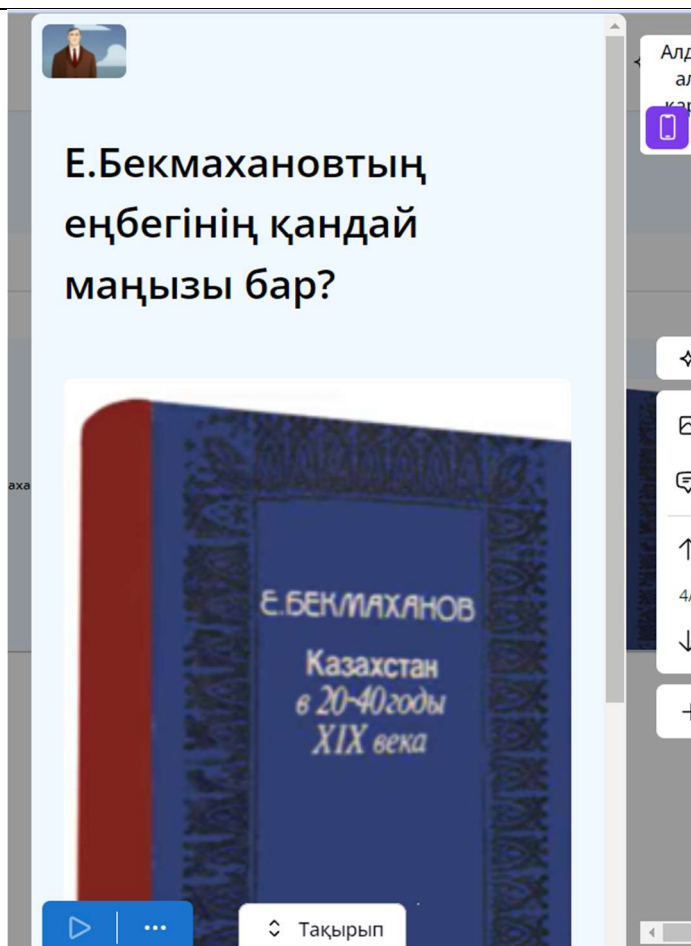 Е.Бекмахановтың
еңбегінің қандай
маңызы бар?
Е.БЕКМАХАНОВ
Казахстан
в 20-40 годы
XIX века
Тақырып